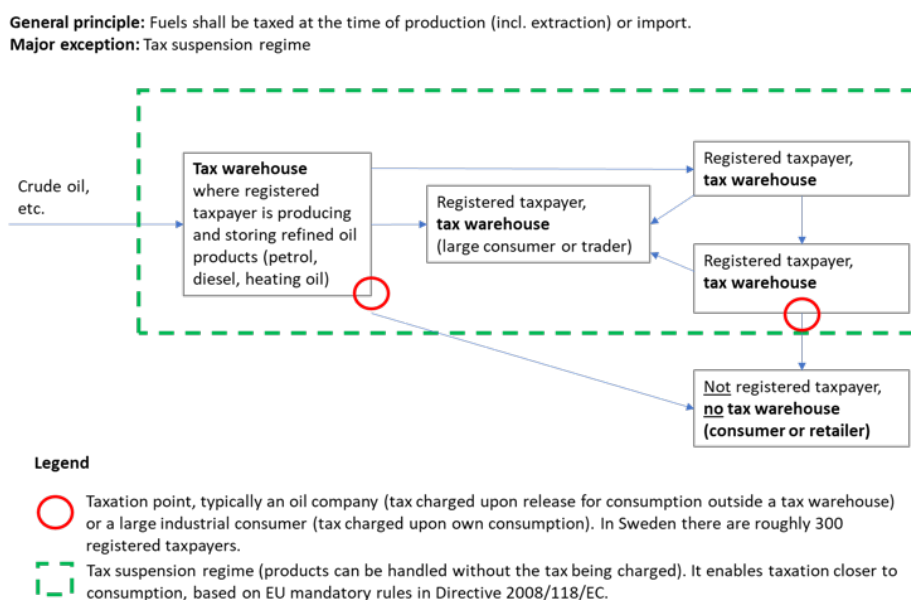 General principle: Fuels shall be taxed at the time of production (incl. extraction) or import.
Major exception: Tax suspension regime
Crude oil,
etc.
Tax warehouse
where registered
taxpayer is producing
and storing refined oil
products (petrol,
diesel, heating oil)
Registered taxpayer,
tax warehouse
(large consumer or trader)
Registered taxpayer,
tax warehouse
Registered taxpayer,
tax warehouse
Not registered taxpayer,
no tax warehouse
(consumer or retailer)
Legend
Taxation point, typically an oil company (tax charged upon release for consumption outside a tax warehouse)
or a large industrial consumer (tax charged upon own consumption). In Sweden there are roughly 300
registered taxpayers.
Tax suspension regime (products can be handled without the tax being charged). It enables taxation closer to
consumption, based on EU mandatory rules in Directive 2008/118/EC.